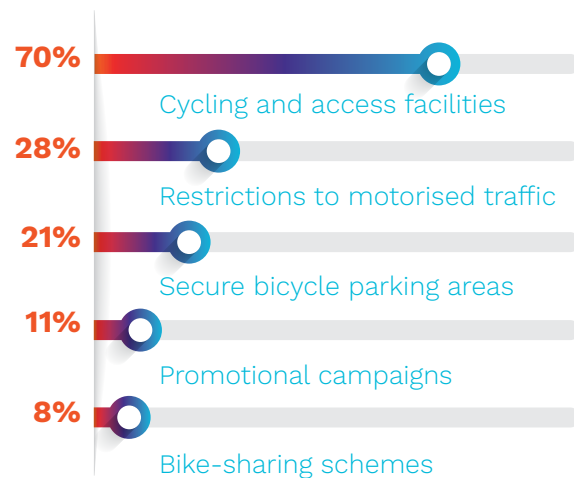 70%
Cycling and access facilities
28%
Restrictions to motorised traffic
21%
Secure bicycle parking areas
11%
Promotional campaigns
8%
Bike-sharing schemes